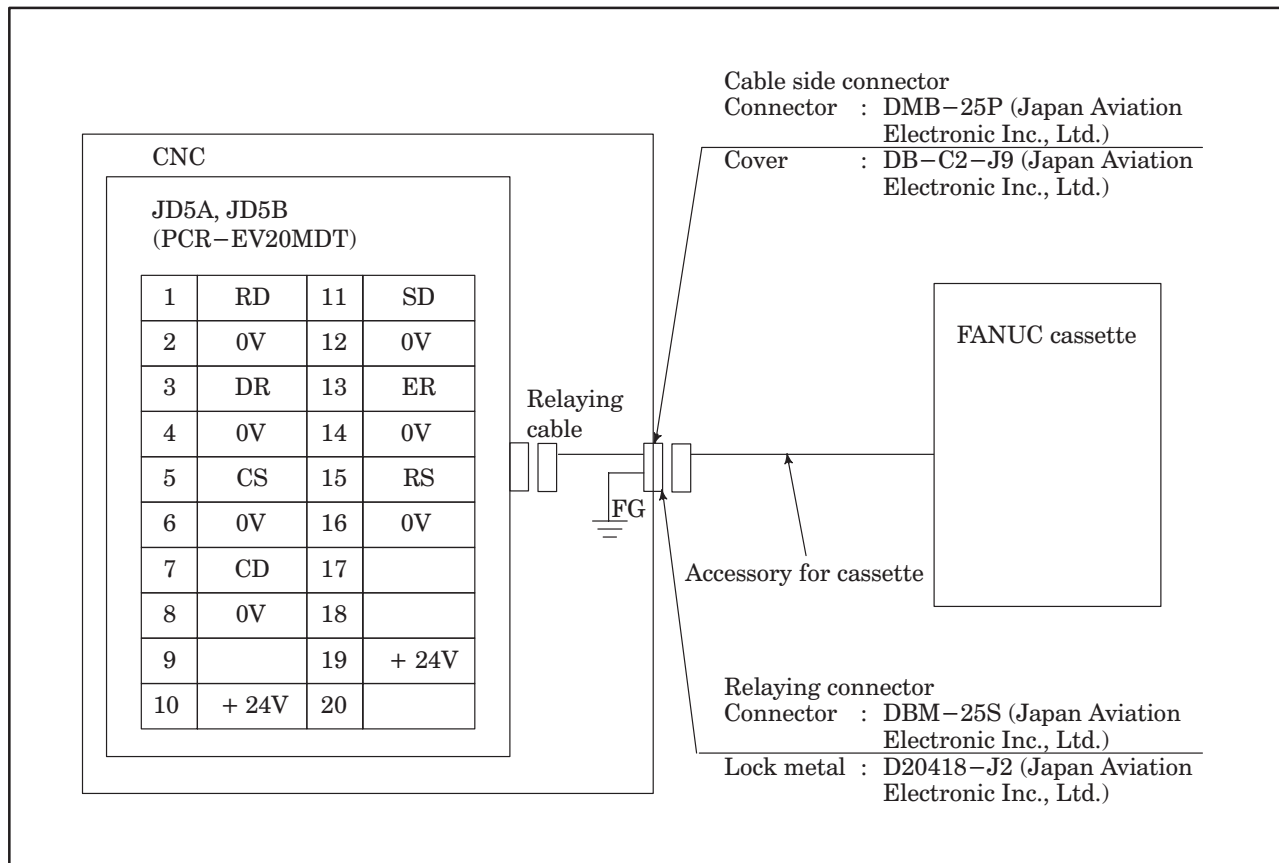 Cable side connector
Connector : DMB−25P (Japan Aviation
Electronic Inc., Ltd.)
Cover : DB−C2−J9 (Japan Aviation
Electronic Inc., Ltd.)
CNC
JD5A, JD5B
(PCR−EV20MDT)
1 RD 11 SD
2 0V 12 0V
3 DR 13 ER
4 0V 14 0V
5 CS 15 RS
6 0V 16 0V
7 CD 17
8 0V 18
9 19 + 24V
10 + 24V 20
Relaying
cable
FG
FANUC cassette
Accessory for cassette
Relaying connector
Connector : DBM−25S (Japan Aviation
Electronic Inc., Ltd.)
Lock metal : D20418−J2 (Japan Aviation
Electronic Inc., Ltd.)